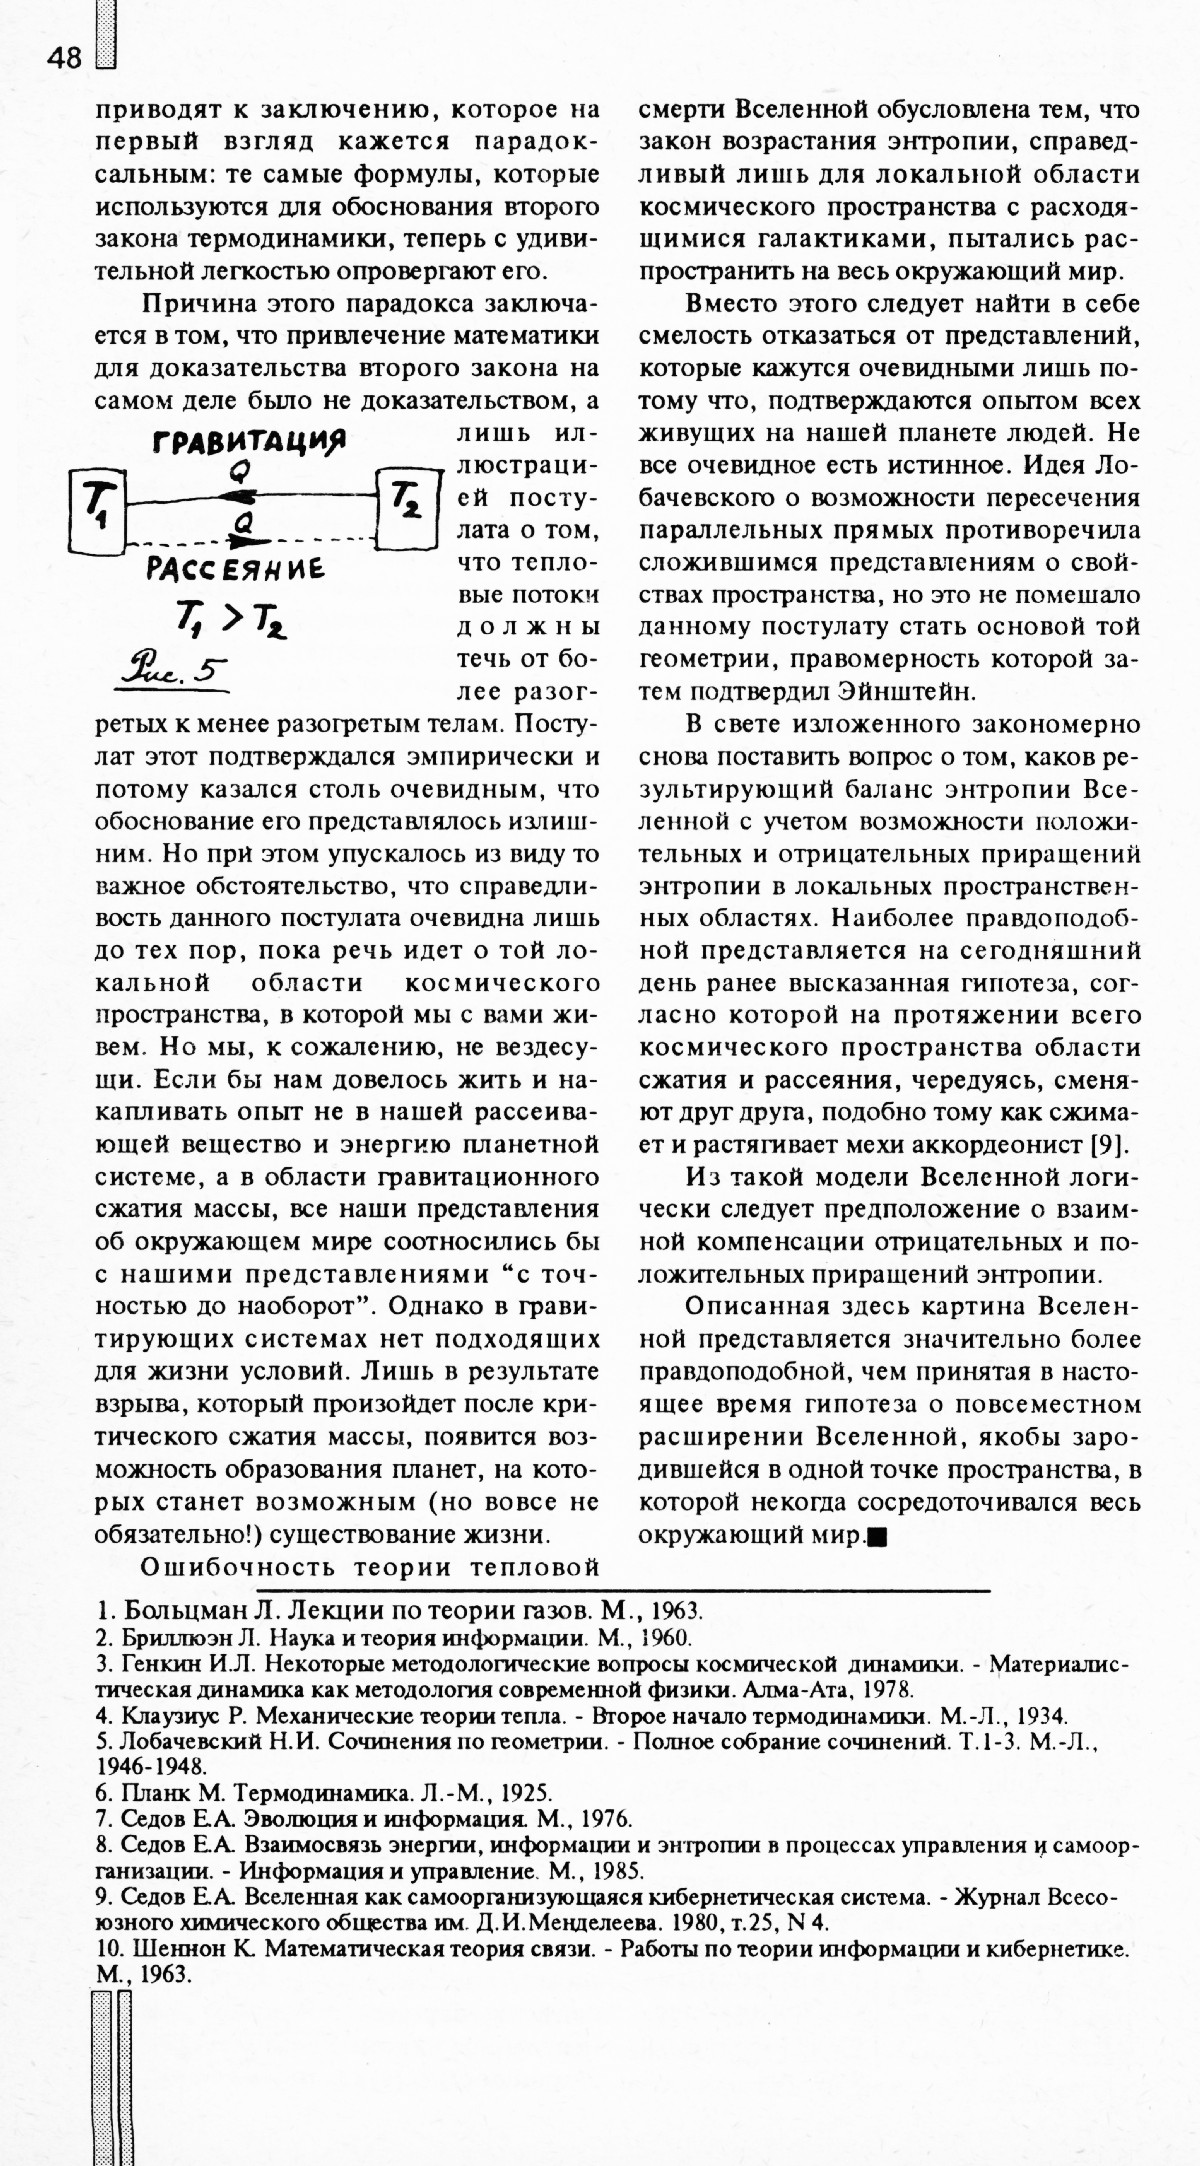 48
приводят к заключению, которое на
первый взгляд кажется парадок-
сальным: те самые формулы, которые
используются для обоснования второго
закона термодинамики, теперь с удиви-
тельной легкостью опровергают его.
Причина этого парадокса заключа-
ется в том, что привлечение математики
для доказательства второго закона на
самом деле было не доказательством, а
лишь ил-
люстраци-
ей посту-
лата о том,
что тепло-
вые потоки
должны
течь от бо-
лее разог-
ГРАВИТАЦИЯ
Q
T1
T2
Q
РАССЕЯНИЕ
T1 > T2
Рис. 5
ретых к менее разогретым телам. Посту-
лат этот подтверждался эмпирически и
потому казался столь очевидным, что
обоснование его представлялось излиш-
ним. Но при этом упускалось из виду то
важное обстоятельство, что справедли-
вость данного постулата очевидна лишь
до тех пор, пока речь идет о той ло-
кальной области космического
пространства, в которой мы с вами жи-
вем. Но мы, к сожалению, не вездесу-
щи. Если бы нам довелось жить и на-
капливать опыт не в нашей рассеива-
ющей вещество и энергию планетной
системе, а в области гравитационного
сжатия массы, все наши представления
об окружающем мире соотносились бы
с нашими представлениями “с точ-
ностью до наоборот”. Однако в грави-
тирующих системах нет подходящих
для жизни условий. Лишь в результате
взрыва, который произойдет после кри-
тического сжатия массы, появится воз-
можность образования планет, на кото-
рых станет возможным (но вовсе не
обязательно!) существование жизни.
Ошибочность теории тепловой
смерти Вселенной обусловлена тем, что
закон возрастания энтропии, справед-
ливый лишь для локальной области
космического пространства с расходя-
щимися галактиками, пытались рас-
пространить на весь окружающий мир.
Вместо этого следует найти в себе
смелость отказаться от представлений,
которые кажутся очевидными лишь по-
тому что, подтверждаются опытом всех
живущих на нашей планете людей. Не
все очевидное есть истинное. Идея Ло-
бачевского о возможности пересечения
параллельных прямых противоречила
сложившимся представлениям о свой-
ствах пространства, но это не помешало
данному постулату стать основой той
геометрии, правомерность которой за-
тем подтвердил Эйнштейн.
В свете изложенного закономерно
снова поставить вопрос о том, каков ре-
зультирующий баланс энтропии Все-
ленной с учетом возможности положи-
тельных и отрицательных приращений
энтропии в локальных пространствен-
ных областях. Наиболее правдоподоб-
ной представляется на сегодняшний
день ранее высказанная гипотеза, сог-
ласно которой на протяжении всего
космического пространства области
сжатия и рассеяния, чередуясь, сменя-
ют друг друга, подобно тому как сжима-
ет и растягивает мехи аккордеонист [9].
Из такой модели Вселенной логи-
чески следует предположение о взаим-
ной компенсации отрицательных и по-
ложительных приращений энтропии.
Описанная здесь картина Вселен-
ной представляется значительно более
правдоподобной, чем принятая в насто-
ящее время гипотеза о повсеместном
расширении Вселенной, якобы заро-
дившейся в одной точке пространства, в
которой некогда сосредоточивался весь
окружающий мир.■
1. Больцман Л. Лекции по теории газов. М., 1963.
2. Бриллюэн Л. Наука и теория информации. М., 1960.
3. Генкин И.Л. Некоторые методологические вопросы космической динамики. - Материалис-
тическая динамика как методология современной физики. Алма-Ата, 1978.
4. Клаузиус Р. Механические теории тепла. - Второе начало термодинамики. М.-Л., 1934.
5. Лобачевский Н.И. Сочинения по геометрии. - Полное собрание сочинений. Т.1-3. М.-Л.,
1946-1948.
6. Планк М. Термодинамика. Л.-М., 1925.
7. Седов Е.А. Эволюция и информация. М., 1976.
8. Седов Е.А. Взаимосвязь энергии, информации и энтропии в процессах управления и самоор-
ганизации. - Информация и управление. М., 1985.
9. Седов Е.А. Вселенная как самоорганизующаяся кибернетическая система. - Журнал Всесо-
юзного химического общества им. Д.И.Менделеева. 1980, т.25, N 4.
10. Шеннон К. Математическая теория связи. - Работы по теории информации и кибернетике.
М., 1963.